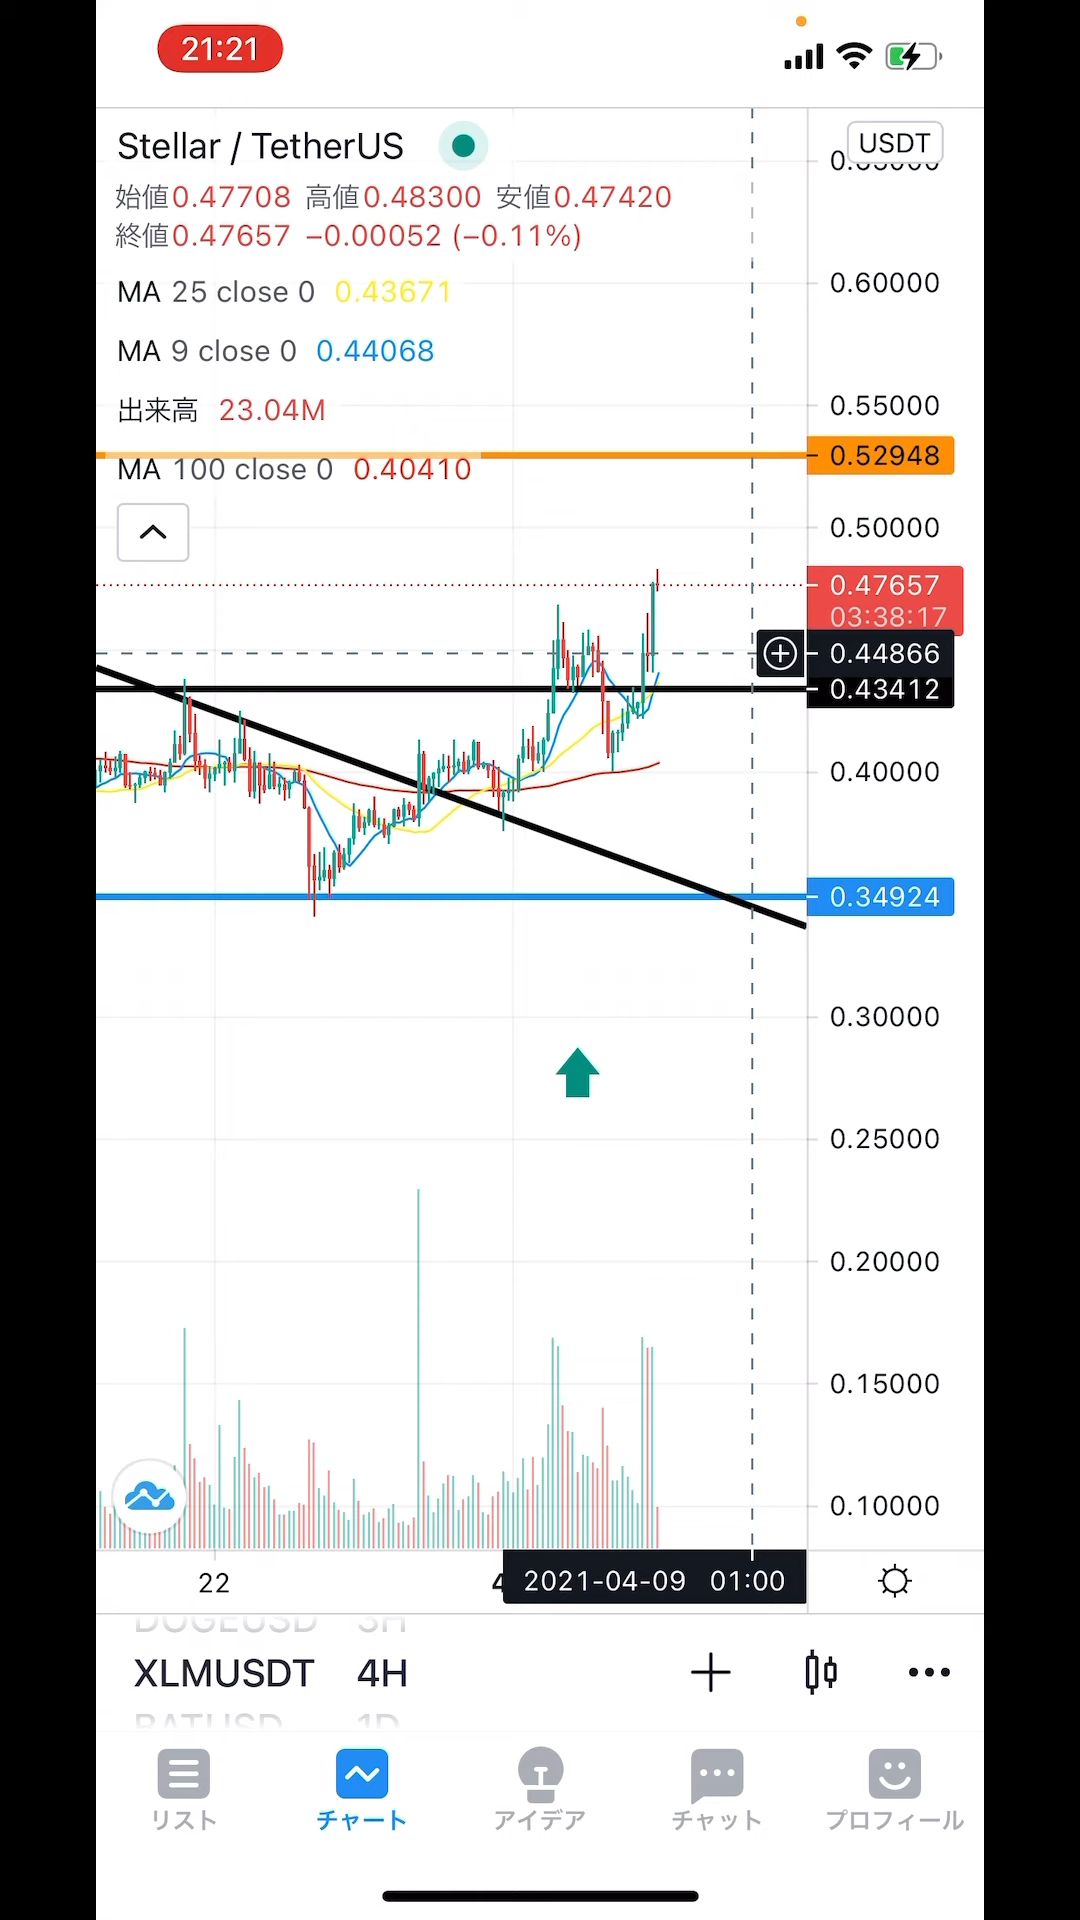 21:21
Stellar / TetherUS
USDT
始値0.47708 高値0.48300 安値0.47420
終値0.47657 −0.00052 (−0.11%)
MA 25 close 0 0.43671
MA 9 close 0 0.44068
出来高 23.04M
MA 100 close 0 0.40410
0.60000
0.55000
0.52948
0.50000
0.47657
03:38:17
0.44866
0.43412
0.40000
0.34924
0.30000
0.25000
0.20000
0.15000
0.10000
22
2021-04-09 01:00
DOGEUSD 3H
XLMUSDT 4H
BATUSD 1D
リスト
チャート
アイデア
チャット
プロフィール